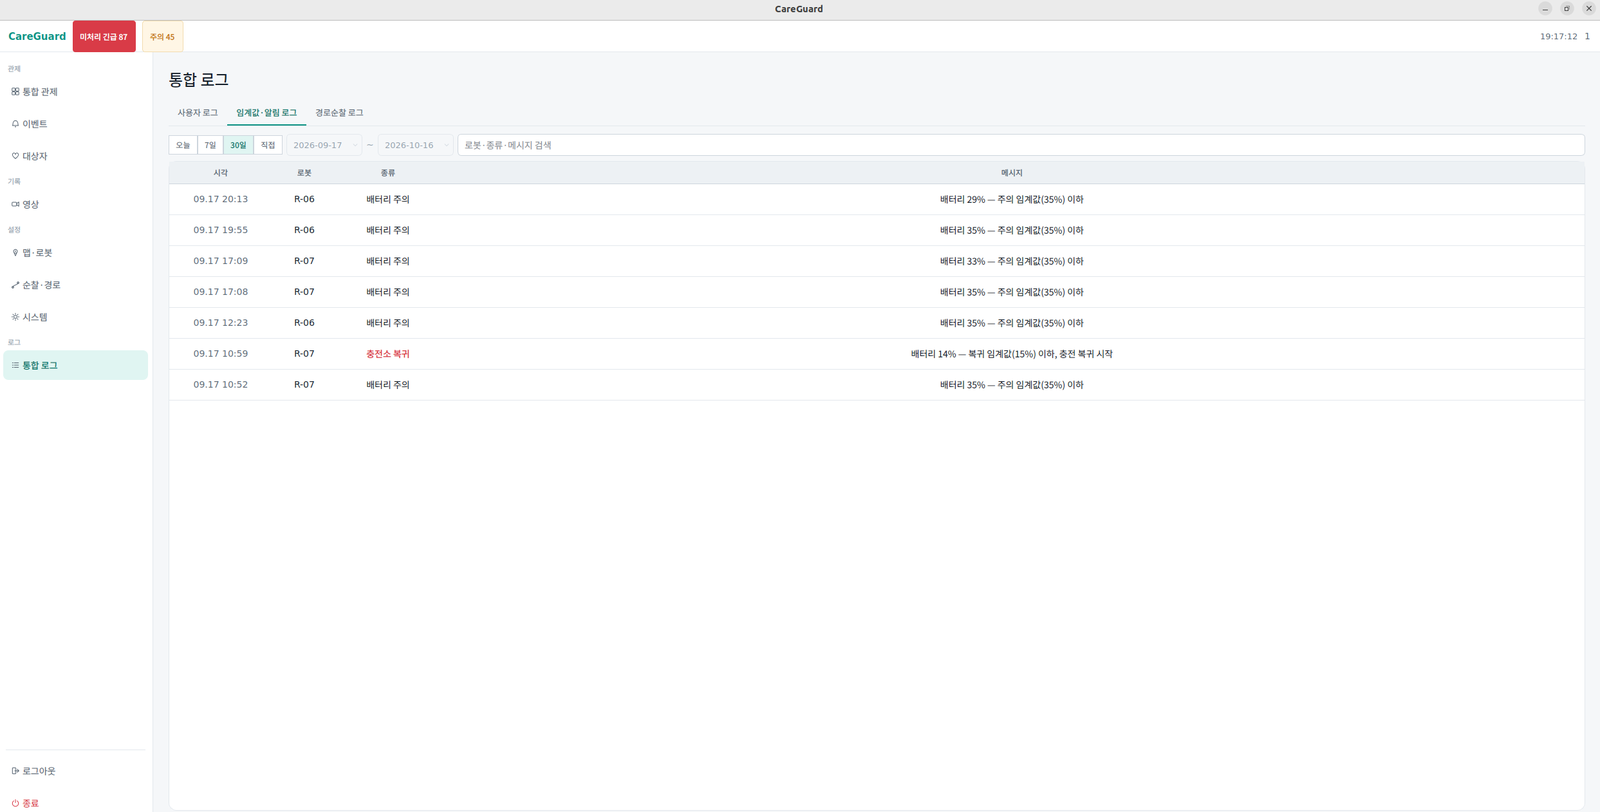 CareGuard
CareGuard 미처리 긴급 87 주의 45 19:17:12 1
관제
통합 관제
이벤트
대상자
기록
영상
설정
맵·로봇
순찰·경로
시스템
로그
통합 로그
로그아웃
종료
통합 로그
사용자 로그 임계값·알림 로그 경로순찰 로그
오늘 7일 30일 직접 2026-09-17 ~ 2026-10-16 로봇·종류·메시지 검색
시각 로봇 종류 메시지
09.17 20:13 R-06 배터리 주의 배터리 29% — 주의 임계값(35%) 이하
09.17 19:55 R-06 배터리 주의 배터리 35% — 주의 임계값(35%) 이하
09.17 17:09 R-07 배터리 주의 배터리 33% — 주의 임계값(35%) 이하
09.17 17:08 R-07 배터리 주의 배터리 35% — 주의 임계값(35%) 이하
09.17 12:23 R-06 배터리 주의 배터리 35% — 주의 임계값(35%) 이하
09.17 10:59 R-07 충전소 복귀 배터리 14% — 복귀 임계값(15%) 이하, 충전 복귀 시작
09.17 10:52 R-07 배터리 주의 배터리 35% — 주의 임계값(35%) 이하